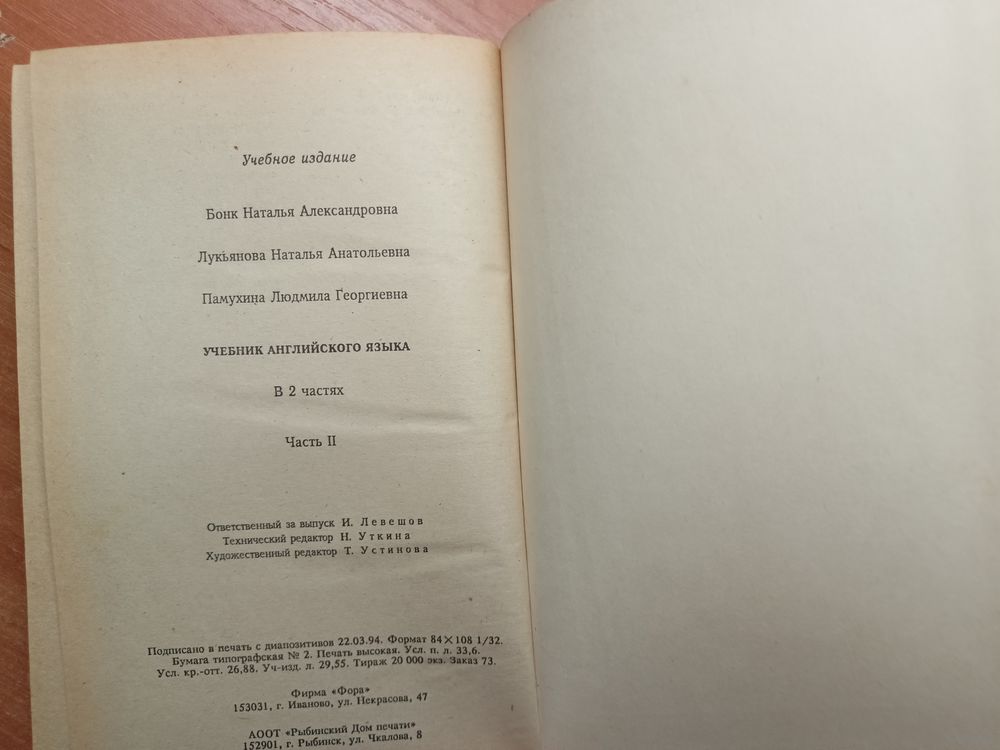 Учебное издание
Бонк Наталья Александровна
Лукьянова Наталья Анатольевна
Памухина Людмила Георгиевна
УЧЕБНИК АНГЛИЙСКОГО ЯЗЫКА
В 2 частях
Часть II
Ответственный за выпуск И. Левешов
Технический редактор Н. Уткина
Художественный редактор Т. Устинова
Подписано в печать с диапозитивов 22.03.94. Формат 84×108 1/32.
Бумага типографская № 2. Печать высокая. Усл. п. л. 33,6.
Усл. кр.-отт. 26,88. Уч-изд. л. 29,55. Тираж 20 000 экз. Заказ 73.
Фирма «Фора»
153031, г. Иваново, ул. Некрасова, 47
АООТ «Рыбинский Дом печати»
152901, г. Рыбинск, ул. Чкалова, 8